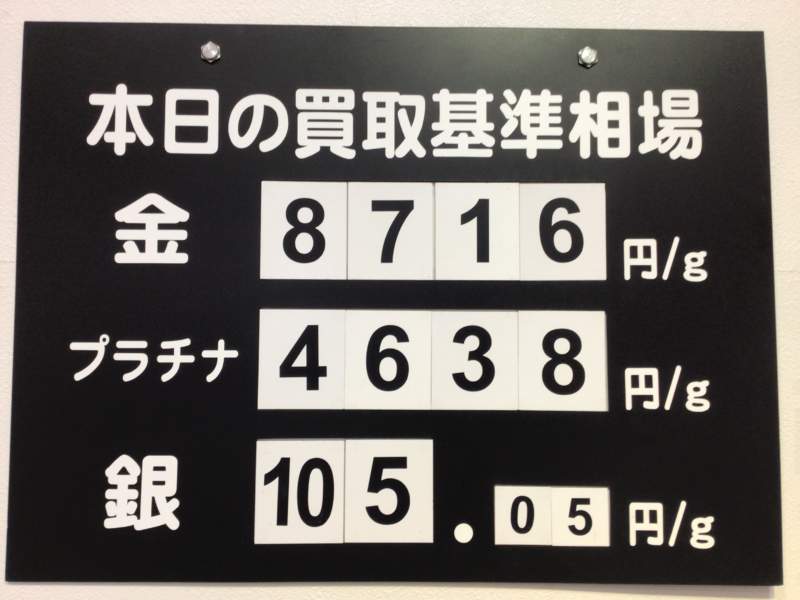 本日の買取基準相場
金 8716 円/g
プラチナ 4638 円/g
銀 105.05 円/g